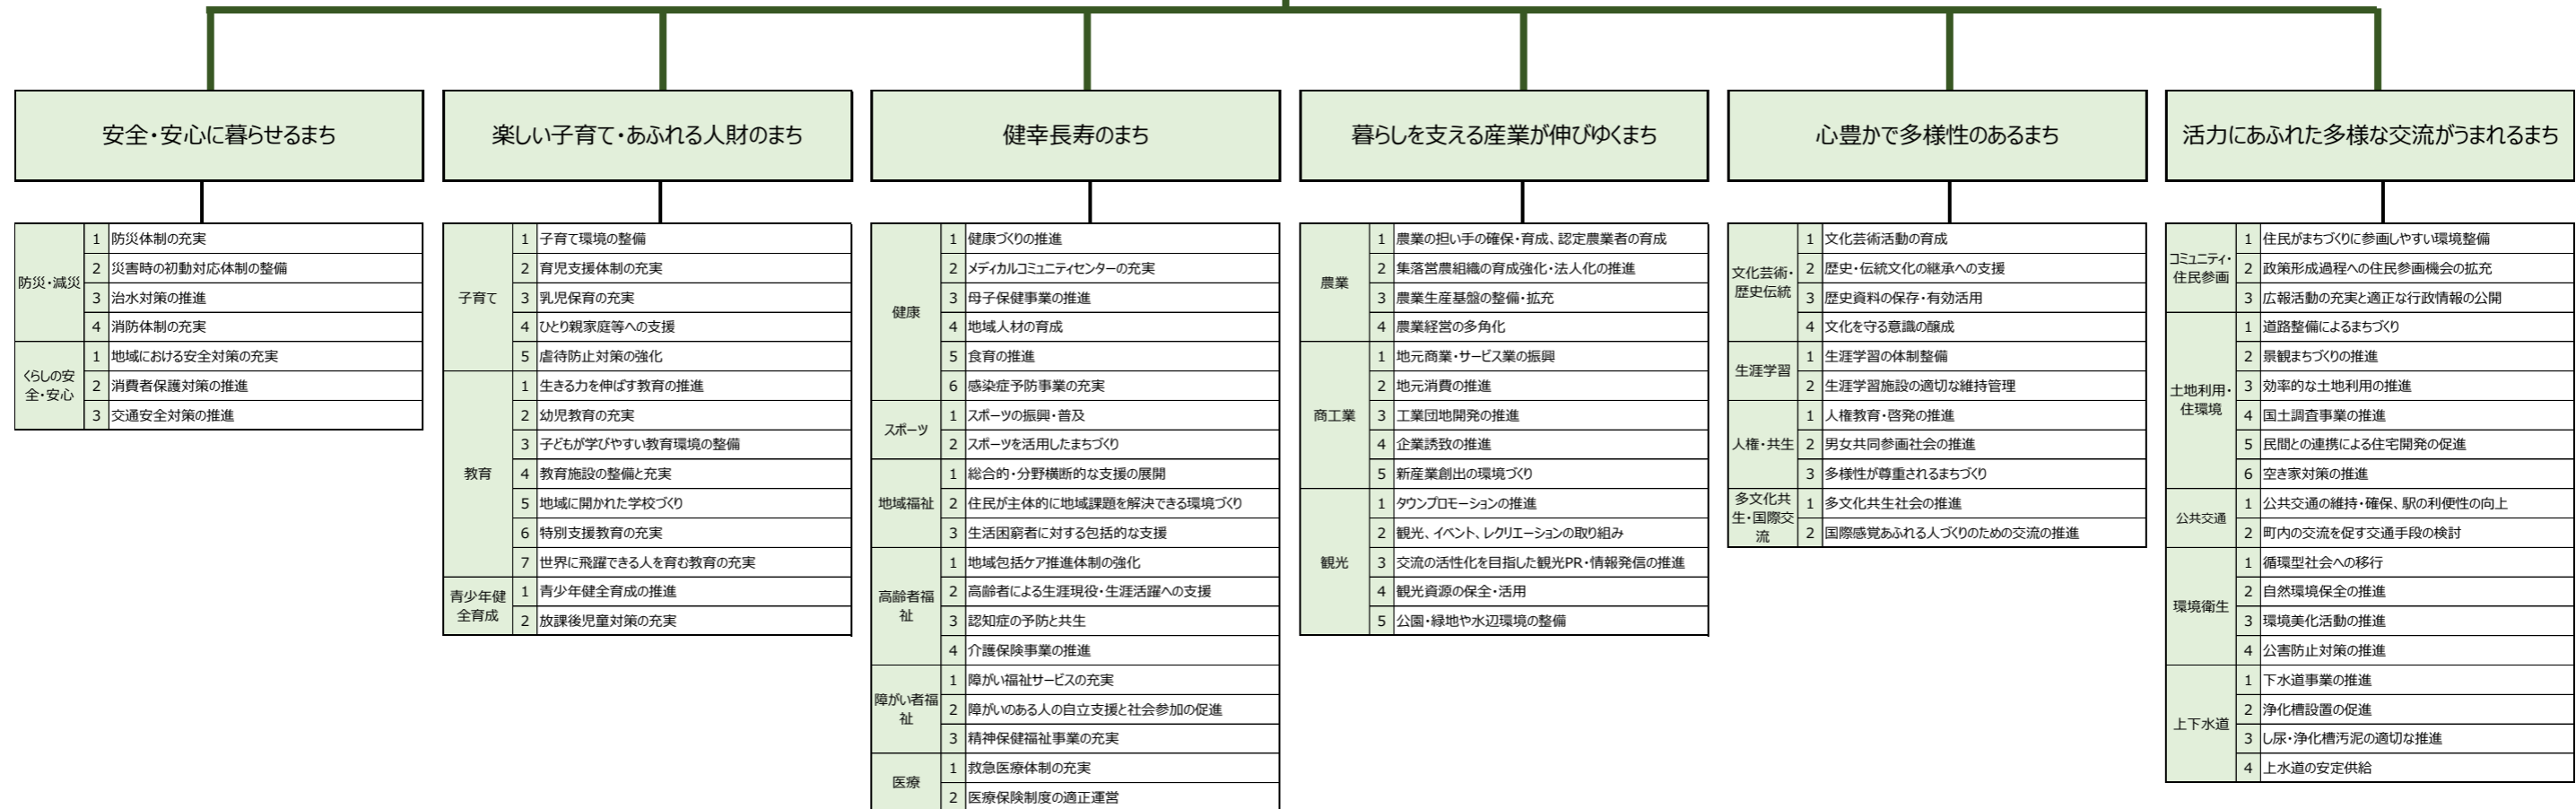 安全・安心に暮らせるまち
防災・減災
1 防災体制の充実
2 災害時の初動対応体制の整備
3 治水対策の推進
4 消防体制の充実
くらしの安
全・安心
1 地域における安全対策の充実
2 消費者保護対策の推進
3 交通安全対策の推進
楽しい子育て・あふれる人財のまち
子育て
1 子育て環境の整備
2 育児支援体制の充実
3 乳児保育の充実
4 ひとり親家庭等への支援
5 虐待防止対策の強化
教育
1 生きる力を伸ばす教育の推進
2 幼児教育の充実
3 子どもが学びやすい教育環境の整備
4 教育施設の整備と充実
5 地域に開かれた学校づくり
6 特別支援教育の充実
7 世界に飛躍できる人を育む教育の充実
青少年健
全育成
1 青少年健全育成の推進
2 放課後児童対策の充実
健幸長寿のまち
健康
1 健康づくりの推進
2 メディカルコミュニティセンターの充実
3 母子保健事業の推進
4 地域人材の育成
5 食育の推進
6 感染症予防事業の充実
スポーツ
1 スポーツの振興・普及
2 スポーツを活用したまちづくり
地域福祉
1 総合的・分野横断的な支援の展開
2 住民が主体的に地域課題を解決できる環境づくり
3 生活困窮者に対する包括的な支援
高齢者福
祉
1 地域包括ケア推進体制の強化
2 高齢者による生涯現役・生涯活躍への支援
3 認知症の予防と共生
4 介護保険事業の推進
障がい者福
祉
1 障がい福祉サービスの充実
2 障がいのある人の自立支援と社会参加の促進
3 精神保健福祉事業の充実
医療
1 救急医療体制の充実
2 医療保険制度の適正運営
暮らしを支える産業が伸びゆくまち
農業
1 農業の担い手の確保・育成、認定農業者の育成
2 集落営農組織の育成強化・法人化の推進
3 農業生産基盤の整備・拡充
4 農業経営の多角化
商工業
1 地元商業・サービス業の振興
2 地元消費の推進
3 工業団地開発の推進
4 企業誘致の推進
5 新産業創出の環境づくり
観光
1 タウンプロモーションの推進
2 観光、イベント、レクリエーションの取り組み
3 交流の活性化を目指した観光PR・情報発信の推進
4 観光資源の保全・活用
5 公園・緑地や水辺環境の整備
心豊かで多様性のあるまち
文化芸術・
歴史伝統
1 文化芸術活動の育成
2 歴史・伝統文化の継承への支援
3 歴史資料の保存・有効活用
4 文化を守る意識の醸成
生涯学習
1 生涯学習の体制整備
2 生涯学習施設の適切な維持管理
人権・共生
1 人権教育・啓発の推進
2 男女共同参画社会の推進
3 多様性が尊重されるまちづくり
多文化共
生・国際交
流
1 多文化共生社会の推進
2 国際感覚あふれる人づくりのための交流の推進
活力にあふれた多様な交流がうまれるまち
コミュニティ・
住民参画
1 住民がまちづくりに参画しやすい環境整備
2 政策形成過程への住民参画機会の拡充
3 広報活動の充実と適正な行政情報の公開
土地利用・
住環境
1 道路整備によるまちづくり
2 景観まちづくりの推進
3 効率的な土地利用の推進
4 国土調査事業の推進
5 民間との連携による住宅開発の促進
6 空き家対策の推進
公共交通
1 公共交通の維持・確保、駅の利便性の向上
2 町内の交流を促す交通手段の検討
環境衛生
1 循環型社会への移行
2 自然環境保全の推進
3 環境美化活動の推進
4 公害防止対策の推進
上下水道
1 下水道事業の推進
2 浄化槽設置の促進
3 し尿・浄化槽汚泥の適切な推進
4 上水道の安定供給